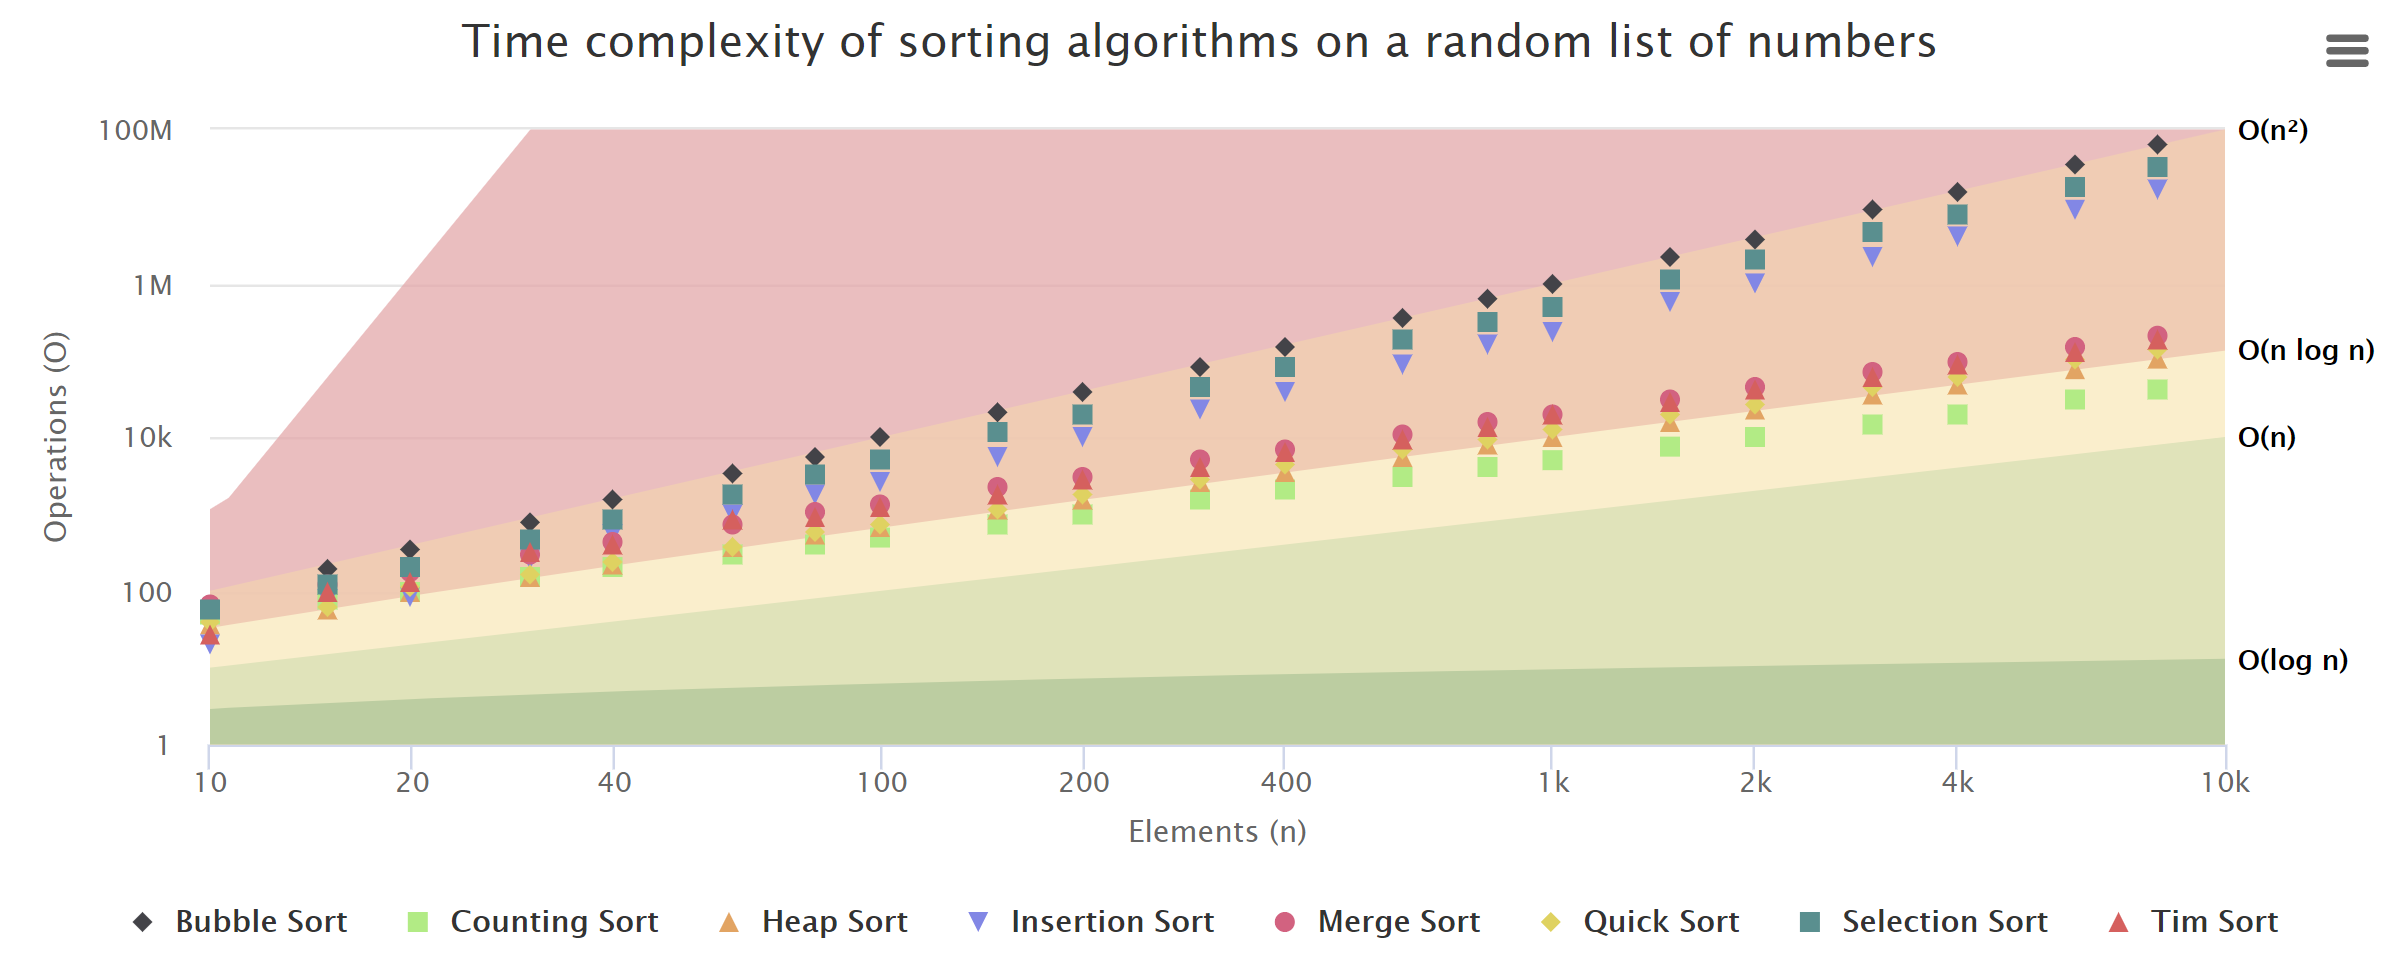 Time complexity of sorting algorithms on a random list of numbers
100M
1M
10k
100
1
Operations (O)
O(n²)
O(n log n)
O(n)
O(log n)
10 20 40 100 200 400 1k 2k 4k 10k
Elements (n)
Bubble Sort Counting Sort Heap Sort Insertion Sort Merge Sort Quick Sort Selection Sort Tim Sort